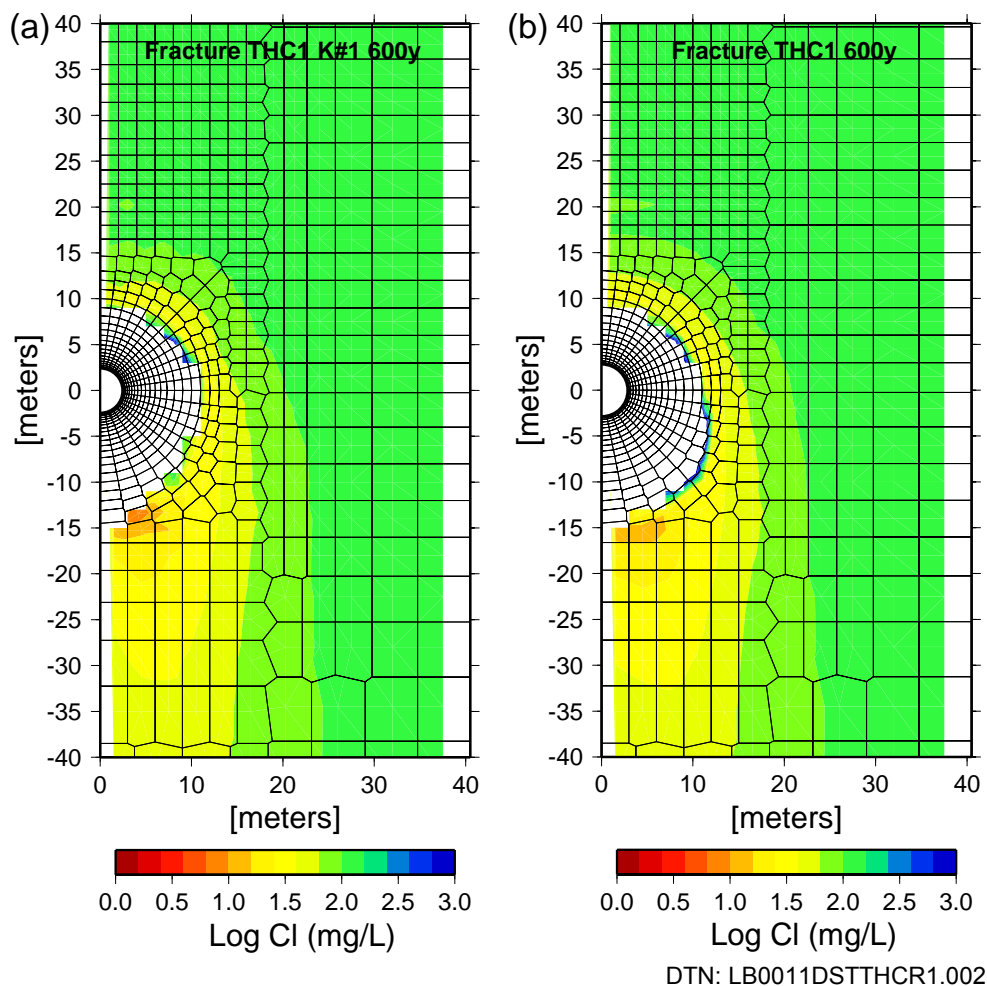 (a)
Fracture THC1 K#1 600y
40
35
30
25
20
15
10
5
0
-5
-10
-15
-20
-25
-30
-35
-40
[meters]
0 10 20 30 40
[meters]
0.0 0.5 1.0 1.5 2.0 2.5 3.0
Log Cl (mg/L)
(b)
Fracture THC1 600y
40
35
30
25
20
15
10
5
0
-5
-10
-15
-20
-25
-30
-35
-40
[meters]
0 10 20 30 40
[meters]
0.0 0.5 1.0 1.5 2.0 2.5 3.0
Log Cl (mg/L)
DTN: LB0011DSTTHCR1.002